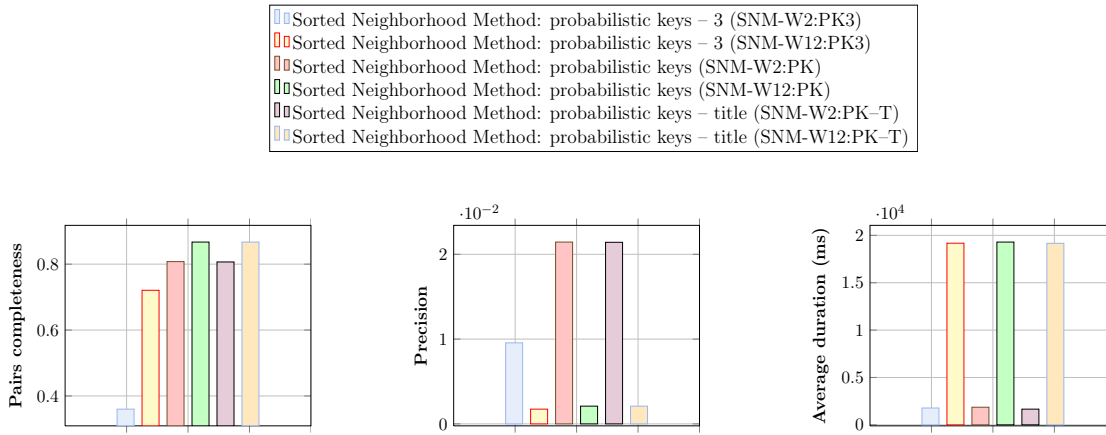 Sorted Neighborhood Method: probabilistic keys – 3 (SNM-W2:PK3)
Sorted Neighborhood Method: probabilistic keys – 3 (SNM-W12:PK3)
Sorted Neighborhood Method: probabilistic keys (SNM-W2:PK)
Sorted Neighborhood Method: probabilistic keys (SNM-W12:PK)
Sorted Neighborhood Method: probabilistic keys – title (SNM-W2:PK–T)
Sorted Neighborhood Method: probabilistic keys – title (SNM-W12:PK–T)
Pairs completeness
0.8
0.6
0.4
·10⁻²
Precision
2
1
0
·10⁴
Average duration (ms)
2
1.5
1
0.5
0